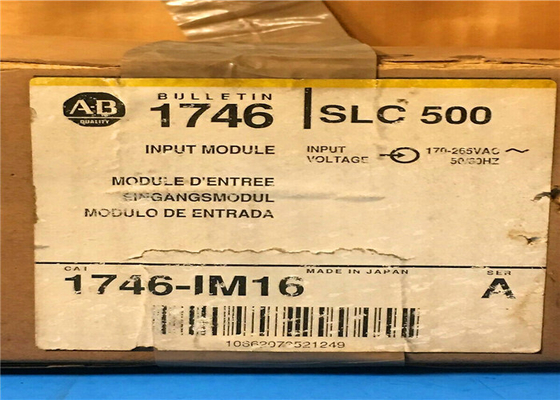 A-B
QUALITY
BULLETIN
1746
SLC 500
INPUT MODULE
INPUT
VOLTAGE
170-265VAC ~
50/60HZ
MODULE D'ENTREE
EINGANGSMODUL
MODULO DE ENTRADA
CAT
1746-IM16
MADE IN JAPAN
SER
A